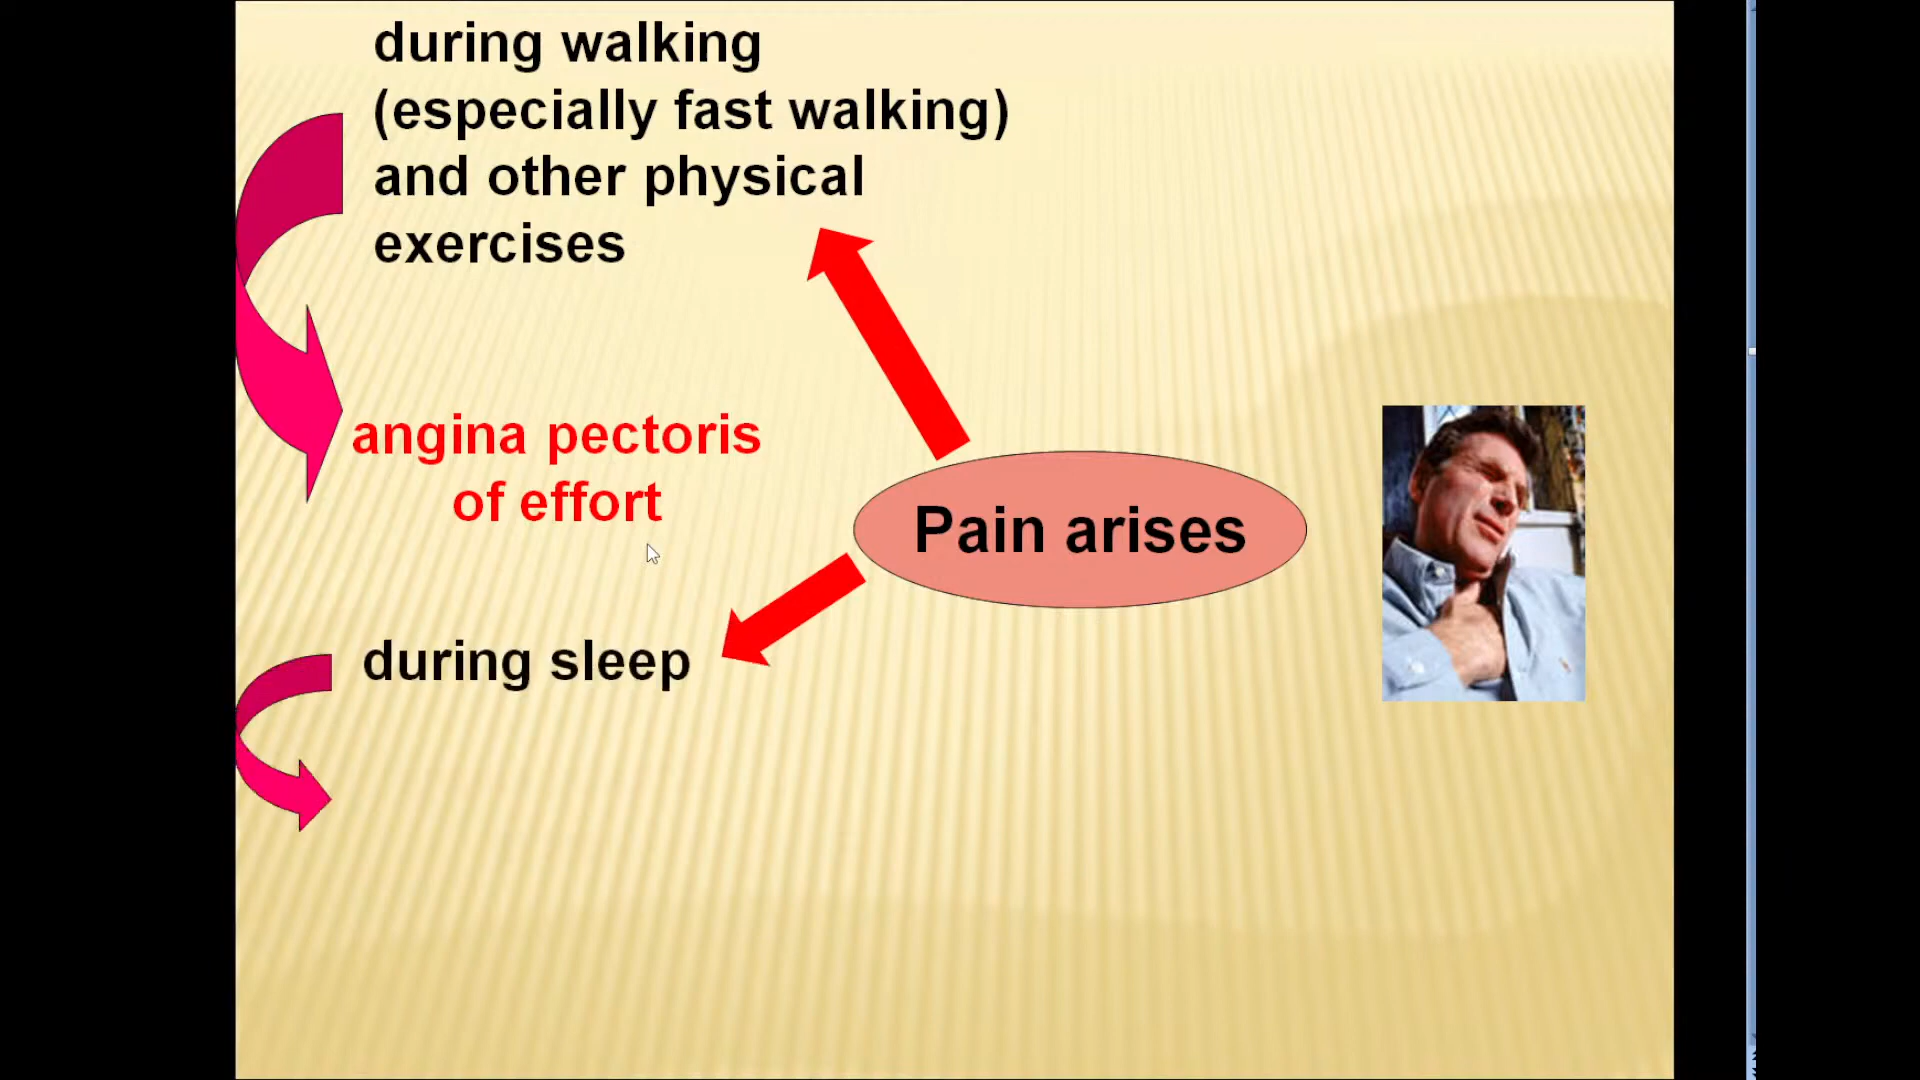 during walking
(especially fast walking)
and other physical
exercises
angina pectoris
of effort
Pain arises
during sleep